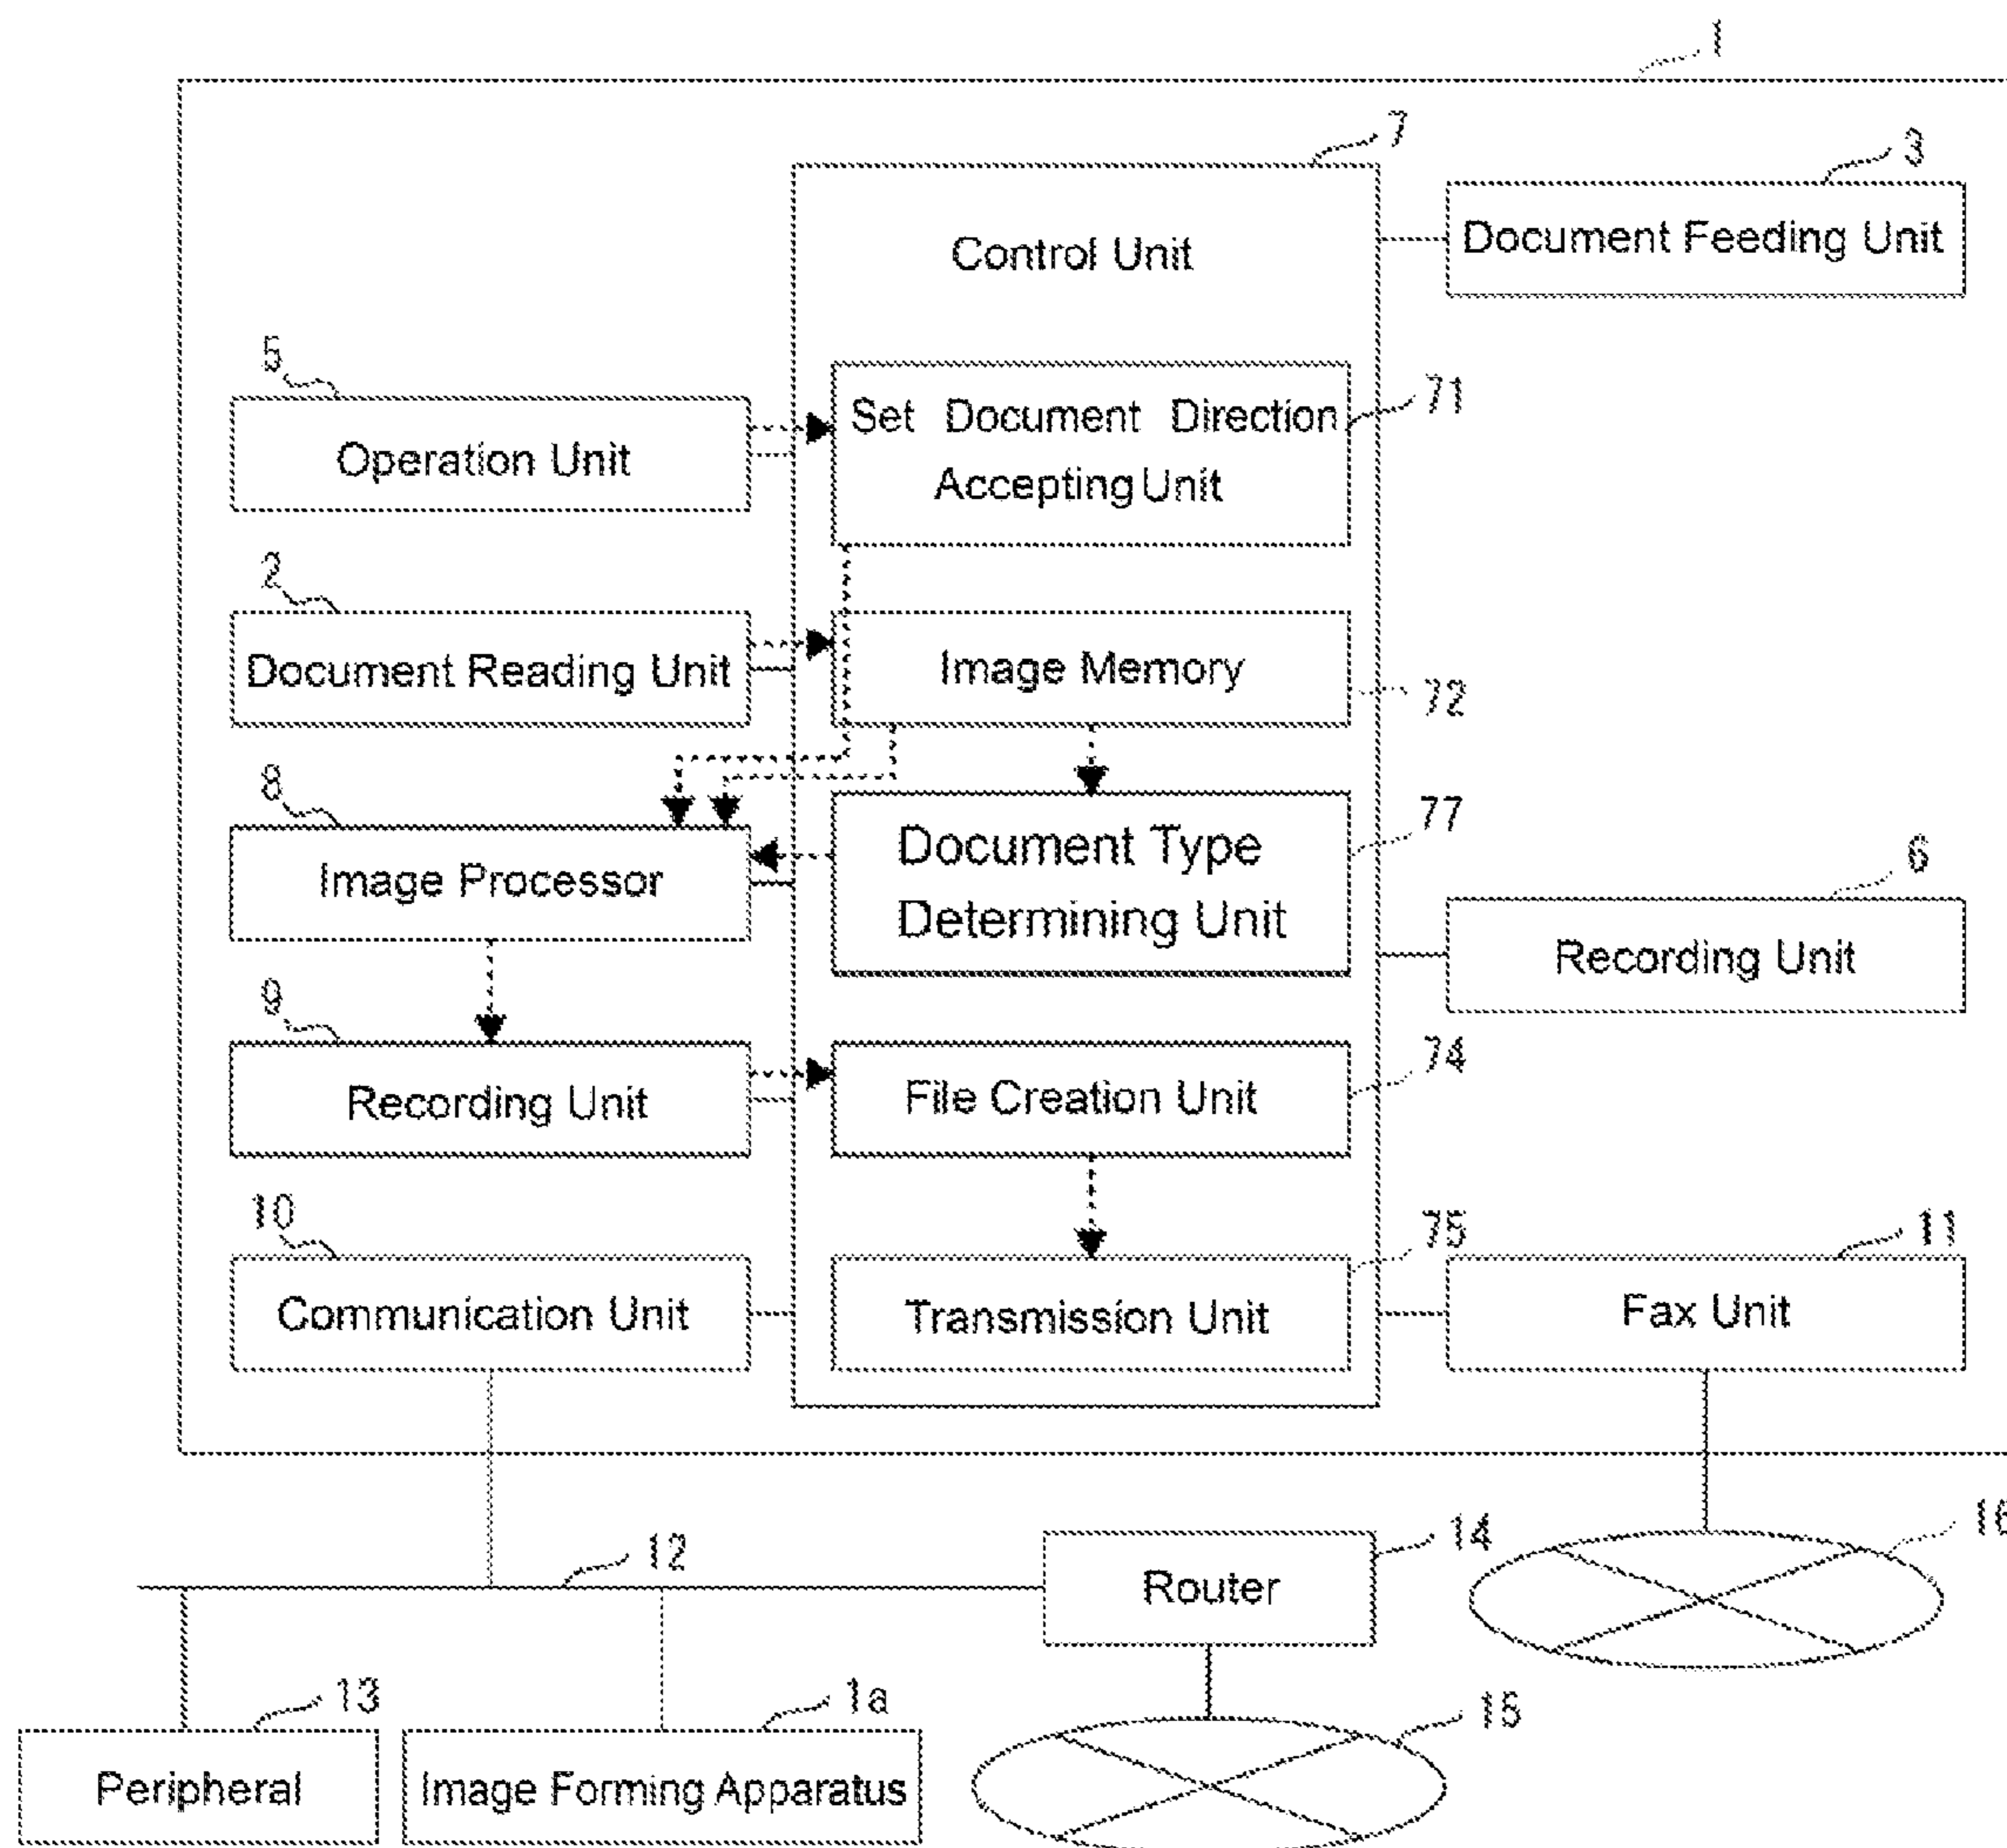 1
7
3
Control Unit
Document Feeding Unit
5
Operation Unit
Set Document Direction
Accepting Unit
71
2
Document Reading Unit
Image Memory
72
8
Image Processor
Document Type
Determining Unit
77
6
Recording Unit
9
Recording Unit
File Creation Unit
74
10
Communication Unit
Transmission Unit
75
11
Fax Unit
12
Router
14
16
13
Peripheral
1a
Image Forming Apparatus
15